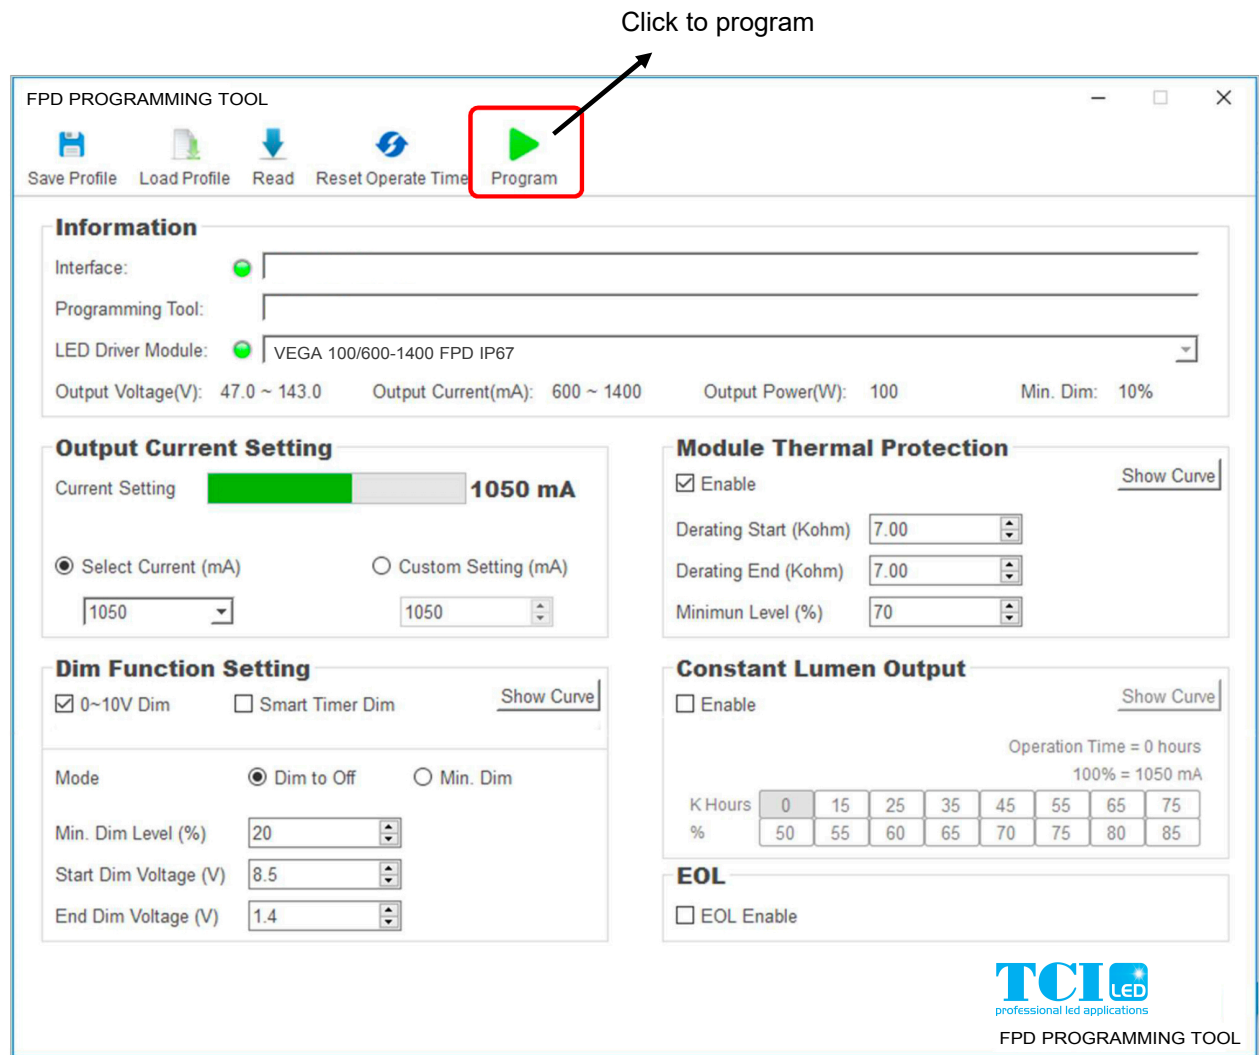 Click to program
FPD PROGRAMMING TOOL
Save Profile Load Profile Read Reset Operate Time Program
Information
Interface:
Programming Tool:
LED Driver Module: VEGA 100/600-1400 FPD IP67
Output Voltage(V): 47.0 ~ 143.0 Output Current(mA): 600 ~ 1400 Output Power(W): 100 Min. Dim: 10%
Output Current Setting
Current Setting 1050 mA
Select Current (mA) Custom Setting (mA)
1050 1050
Module Thermal Protection
Enable Show Curve
Derating Start (Kohm) 7.00
Derating End (Kohm) 7.00
Minimun Level (%) 70
Dim Function Setting
0~10V Dim Smart Timer Dim Show Curve
Mode Dim to Off Min. Dim
Min. Dim Level (%) 20
Start Dim Voltage (V) 8.5
End Dim Voltage (V) 1.4
Constant Lumen Output
Enable Show Curve
Operation Time = 0 hours
100% = 1050 mA
K Hours 0 15 25 35 45 55 65 75
% 50 55 60 65 70 75 80 85
EOL
EOL Enable
TCI LED
professional led applications
FPD PROGRAMMING TOOL